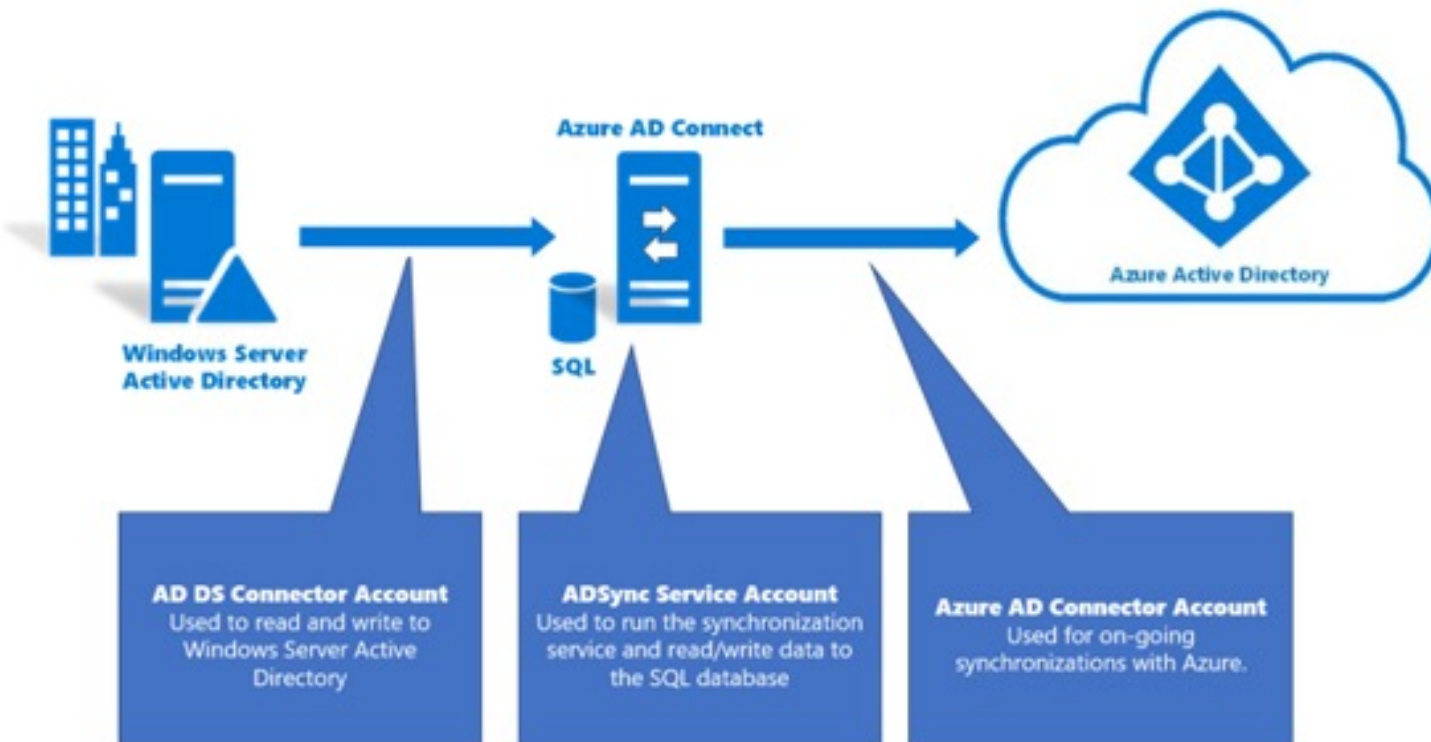 Azure AD Connect
Azure Active Directory
Windows Server
Active Directory
SQL
AD DS Connector Account
Used to read and write to
Windows Server Active
Directory
ADSync Service Account
Used to run the synchronization
service and read/write data to
the SQL database
Azure AD Connector Account
Used for on-going
synchronizations with Azure.